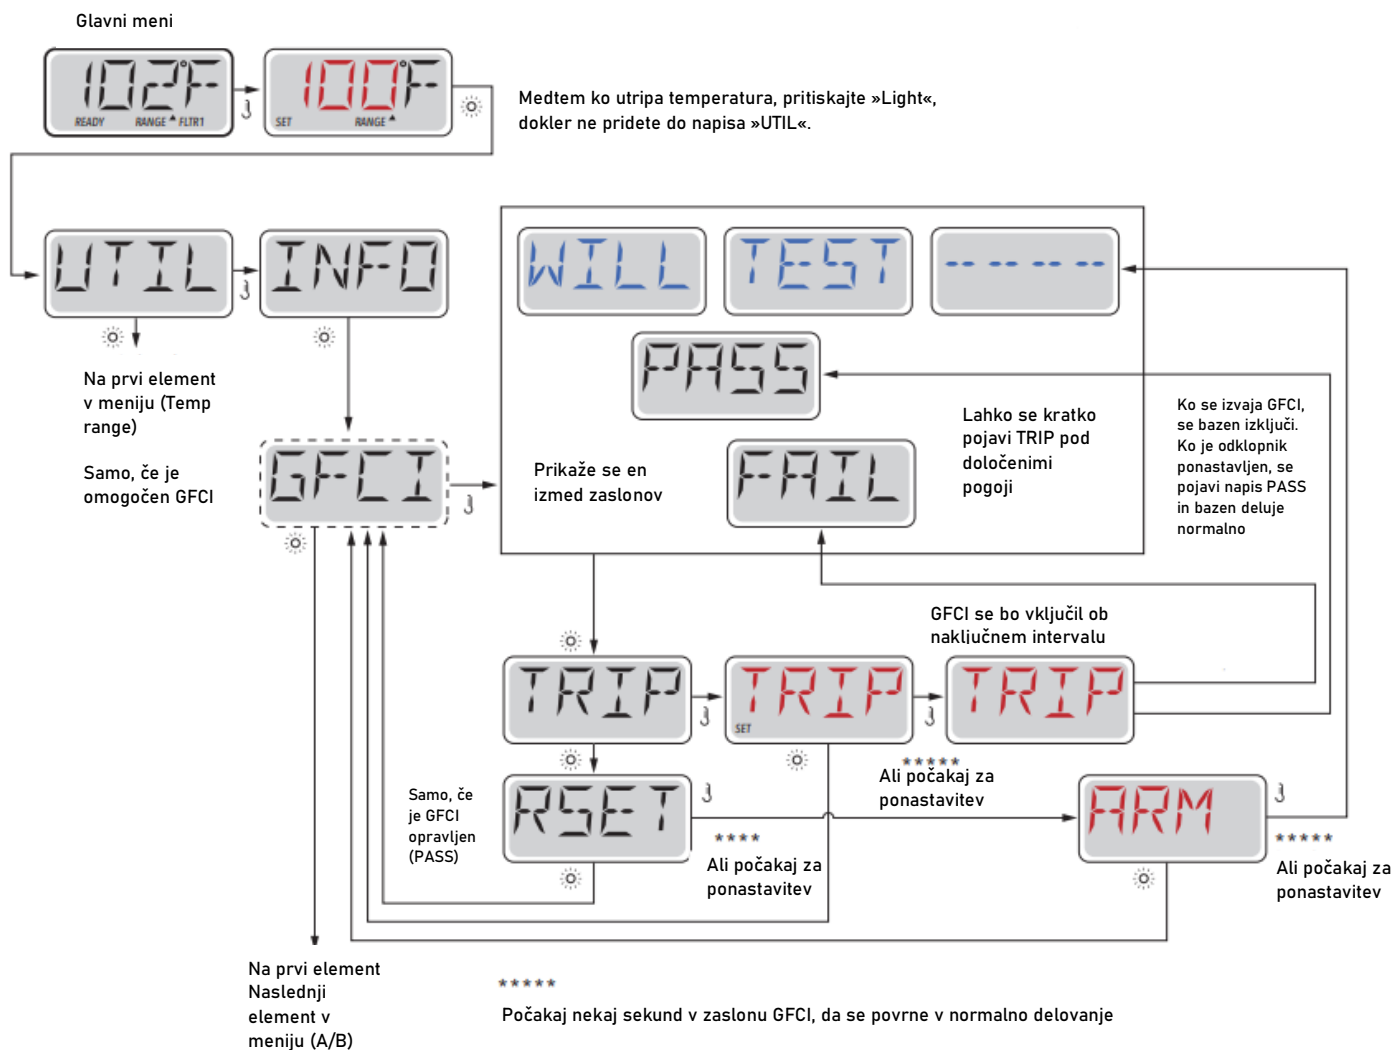 Glavni meni
102°F
READY RANGE FLTR1
100°F
SET RANGE
Medtem ko utripa temperatura, pritiskajte »Light«,
dokler ne pridete do napisa »UTIL«.
UTIL
INFO
WILL
TEST
-- -- -- --
PASS
Na prvi element
v meniju (Temp
range)
Samo, če je
omogočen GFCI
GFCI
Prikaže se en
izmed zaslonov
FAIL
Lahko se kratko
pojavi TRIP pod
določenimi
pogoji
Ko se izvaja GFCI,
se bazen izključi.
Ko je odklopnik
ponastavljen, se
pojavi napis PASS
in bazen deluje
normalno
GFCI se bo vključil ob
naključnem intervalu
TRIP
TRIP
SET
TRIP
*****
Ali počakaj za
ponastavitev
Samo, če
je GFCI
opravljen
(PASS)
RSET
****
Ali počakaj za
ponastavitev
ARM
*****
Ali počakaj za
ponastavitev
Na prvi element
Naslednji
element v
meniju (A/B)
*****
Počakaj nekaj sekund v zaslonu GFCI, da se povrne v normalno delovanje